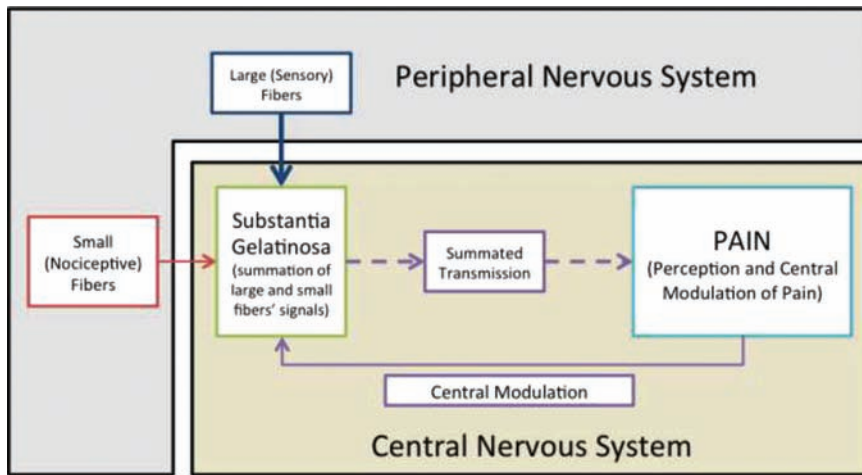 Large (Sensory)
Fibers
Peripheral Nervous System
Small
(Nociceptive)
Fibers
Substantia
Gelatinosa
(summation of
large and small
fibers' signals)
Summated
Transmission
PAIN
(Perception and Central
Modulation of Pain)
Central Modulation
Central Nervous System